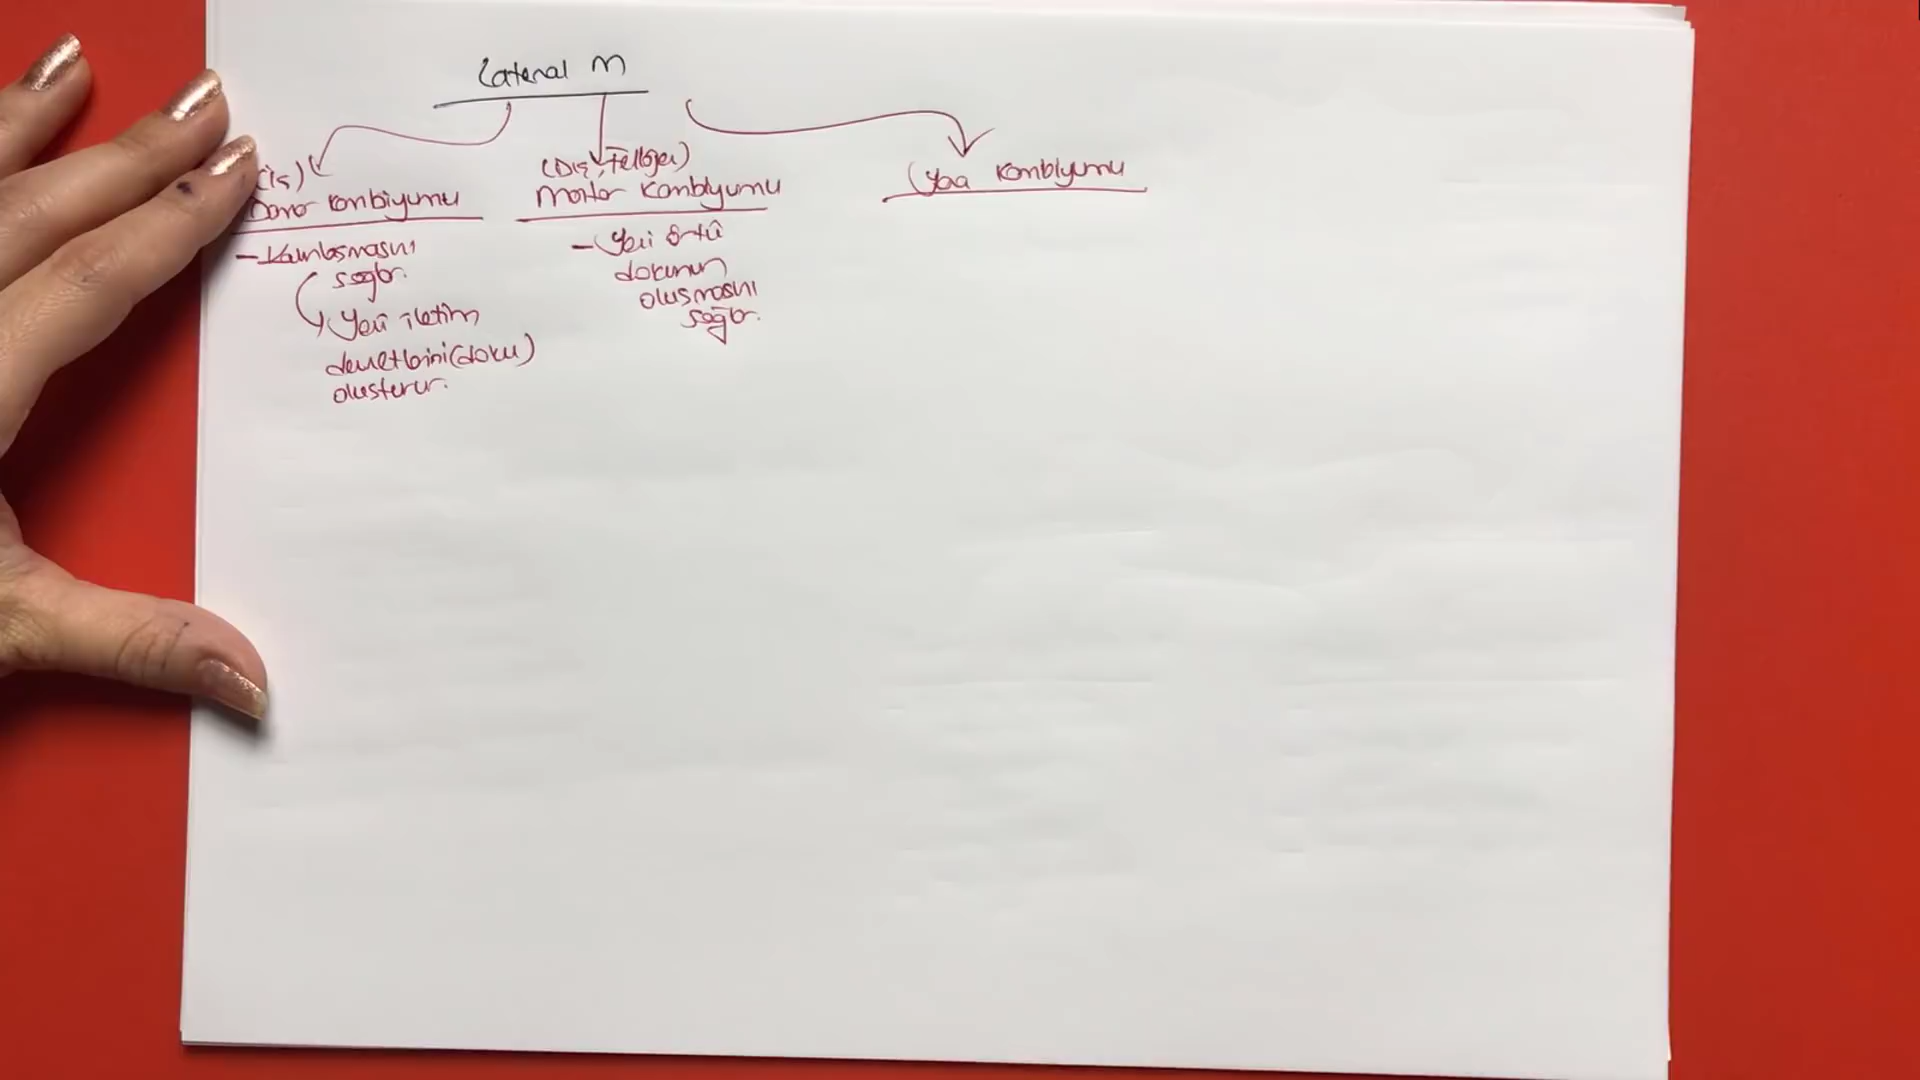 Lateral M
(İç)
Damar kambiyumu
- Kalınlaşmasını
sağlar.
Yeni iletim
demetlerini (doku)
oluşturur.
(Dış, Fellojen)
Mantar kambiyumu
- Yeni örtü
dokunun
oluşmasını
sağlar.
Yara kambiyumu